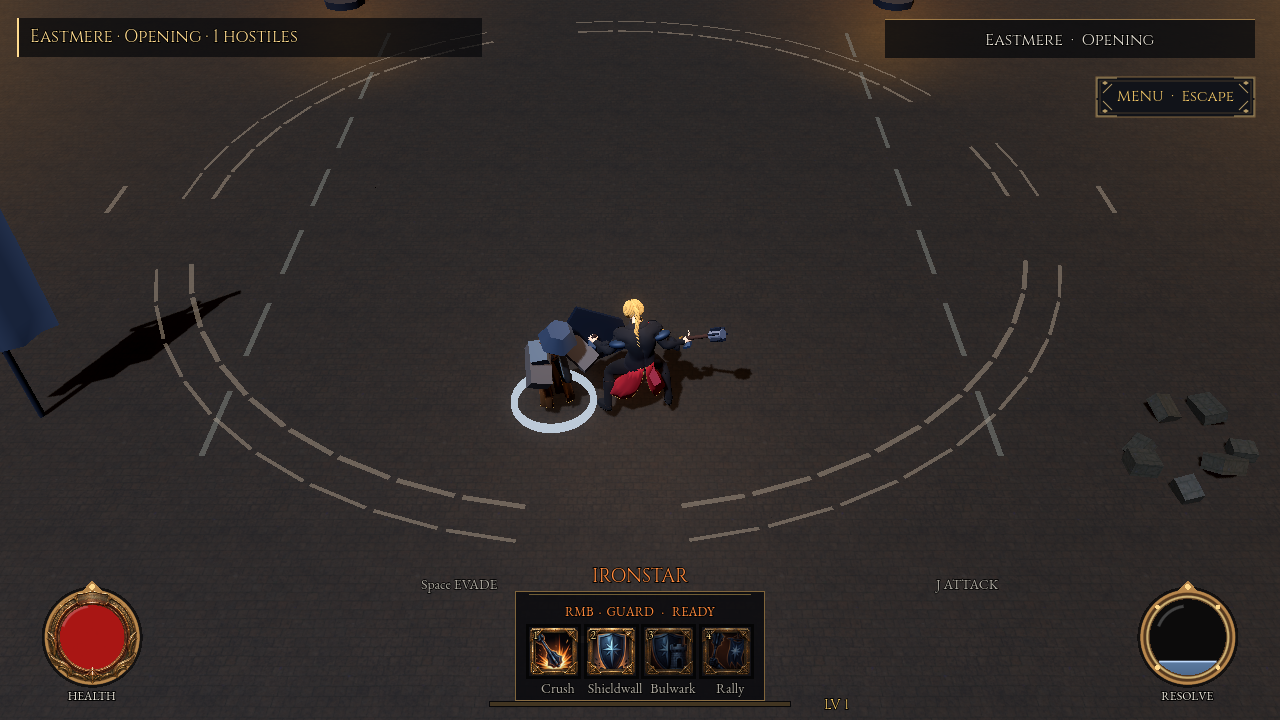 Eastmere · Opening · 1 hostiles
Eastmere · Opening
MENU · Escape
Space EVADE
IRONSTAR
J ATTACK
RMB · GUARD · READY
1 2 3 4
Crush Shieldwall Bulwark Rally
HEALTH
RESOLVE
LV 1